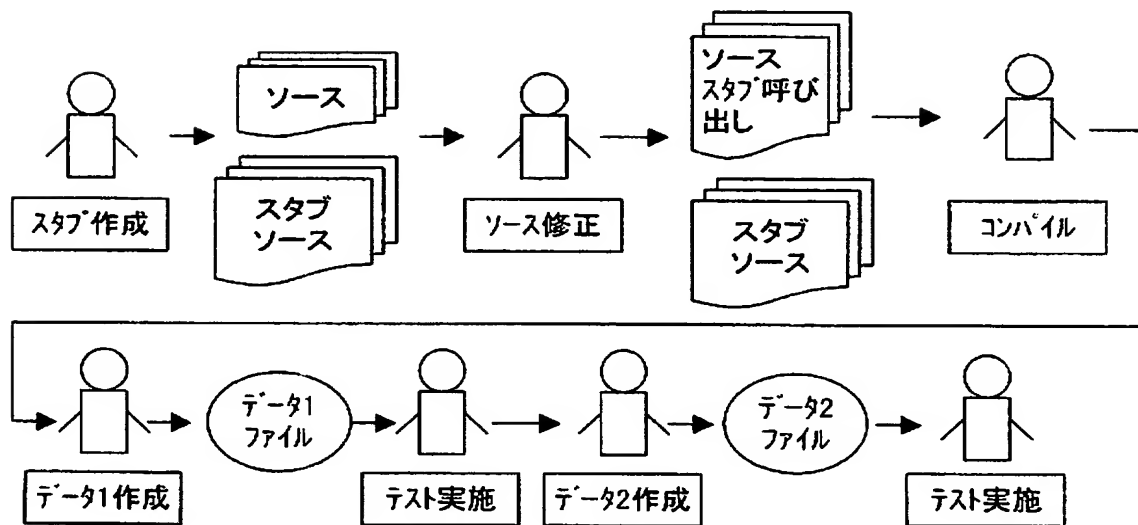 ソース
スタブ
ソース
スタブ作成
ソース修正
ソース
スタブ呼び
出し
スタブ
ソース
コンパイル
データ1
ファイル
データ1作成
テスト実施
データ2作成
データ2
ファイル
テスト実施